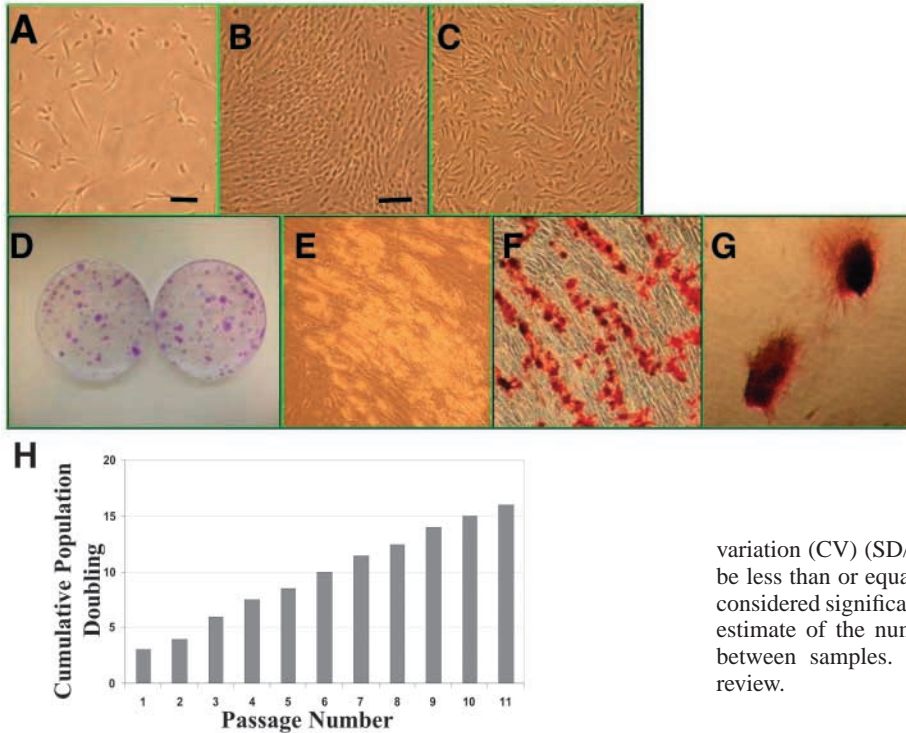 A
B
C
D
E
F
G
H
Cumulative Population
Doubling
20
15
10
5
0
1 2 3 4 5 6 7 8 9 10 11
Passage Number
variation (CV) (SD/
be less than or equa
considered significa
estimate of the num
between samples.
review.